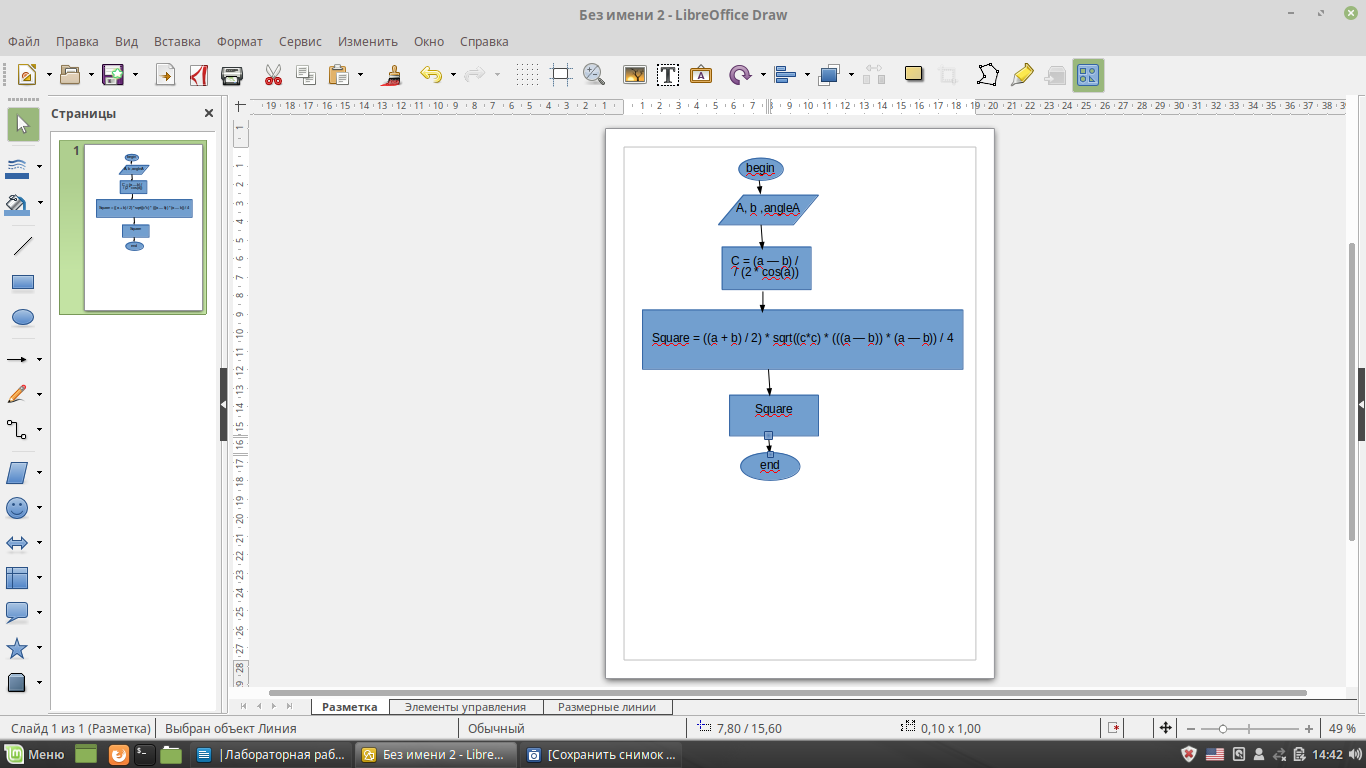 Без имени 2 - LibreOffice Draw
Файл Правка Вид Вставка Формат Сервис Изменить Окно Справка
Страницы
1
begin
A, b ,angleA
C = (a — b) /
/ (2 * cos(a))
Square = ((a + b) / 2) * sqrt((c*c) * (((a — b)) * (a — b)) / 4
Square
end
Разметка Элементы управления Размерные линии
Слайд 1 из 1 (Разметка) Выбран объект Линия Обычный 7,80 / 15,60 0,10 x 1,00 49 %
Меню |Лабораторная раб... Без имени 2 - Libre... [Сохранить снимок ... 14:42